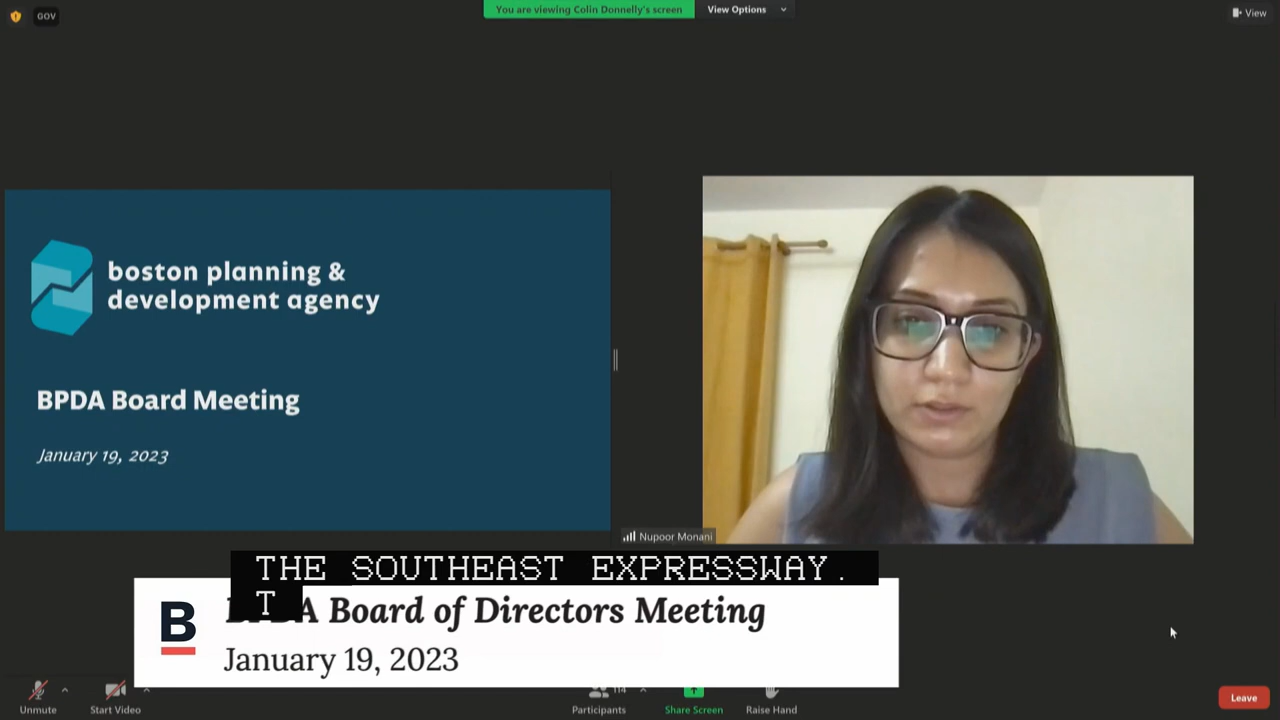 GOV
You are viewing Colin Donnelly's screen
View Options
View
boston planning &
development agency
BPDA Board Meeting
January 19, 2023
Nupoor Monani
THE SOUTHEAST EXPRESSWAY.
T
B
Board of Directors Meeting
January 19, 2023
Unmute
Start Video
114
Participants
Share Screen
Raise Hand
Leave